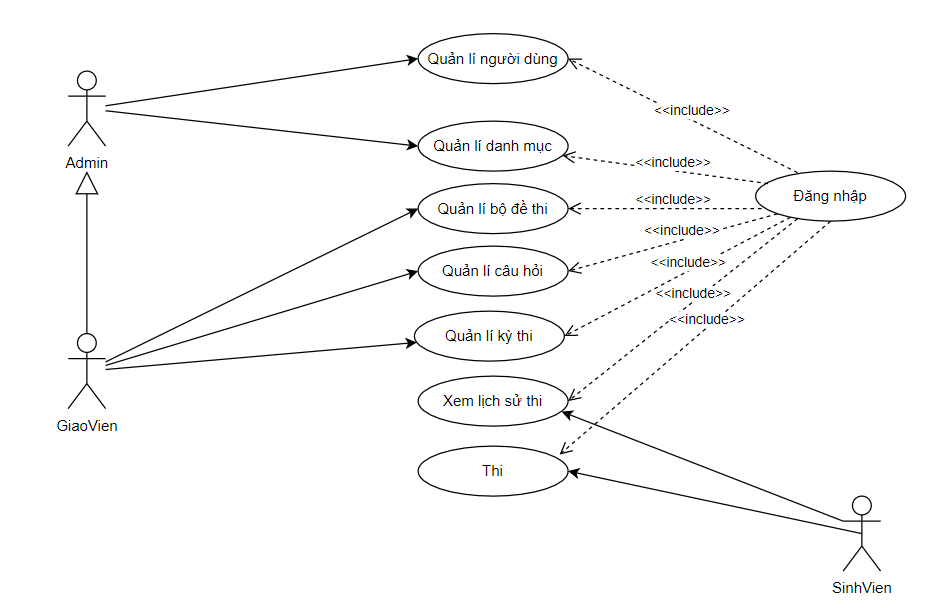 Quản lí người dùng
<<include>>
Admin
Quản lí danh mục
<<include>>
Đăng nhập
Quản lí bộ đề thi
<<include>>
<<include>>
Quản lí câu hỏi
<<include>>
<<include>>
<<include>>
Quản lí kỳ thi
GiaoVien
Xem lịch sử thi
Thi
SinhVien